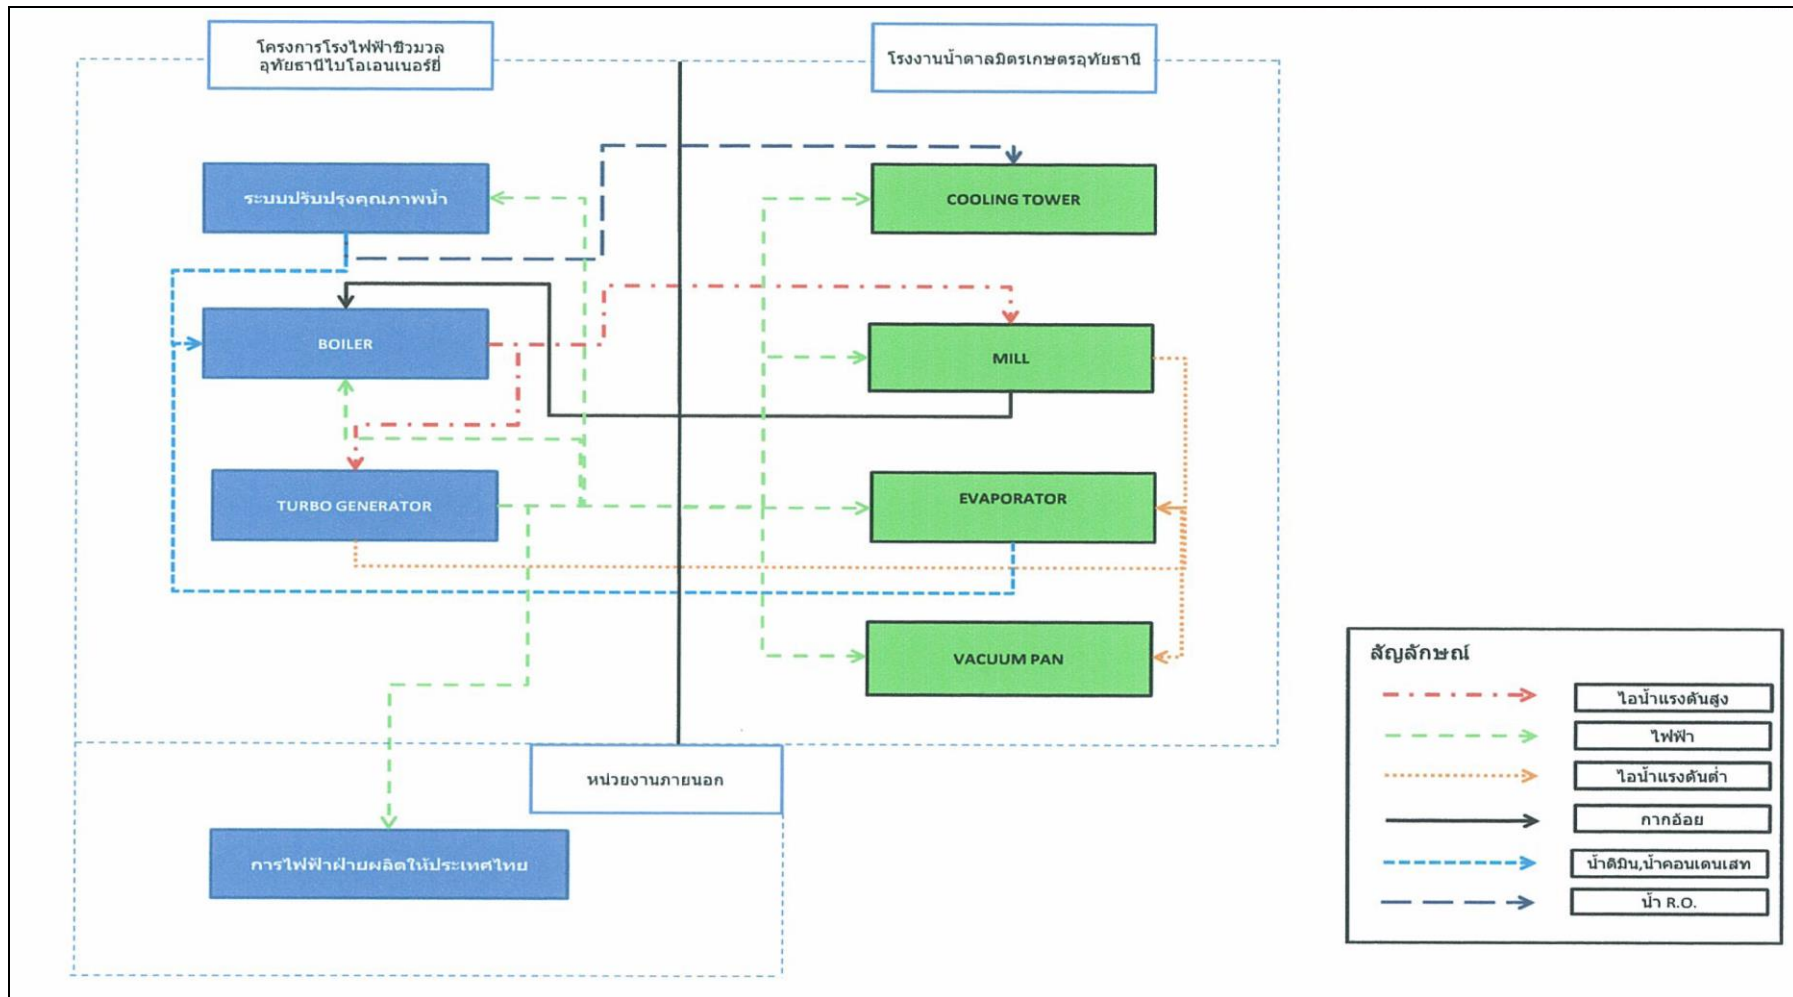 โครงการโรงไฟฟ้าชีวมวล
อุทัยธานีไบโอเอนเนอร์ยี่
โรงงานน้ำตาลมิตรเกษตรอุทัยธานี
ระบบปรับปรุงคุณภาพน้ำ
COOLING TOWER
BOILER
MILL
TURBO GENERATOR
EVAPORATOR
VACUUM PAN
หน่วยงานภายนอก
การไฟฟ้าฝ่ายผลิตให้ประเทศไทย
สัญลักษณ์
ไอน้ำแรงดันสูง
ไฟฟ้า
ไอน้ำแรงดันต่ำ
กากอ้อย
น้ำดีมิน,น้ำคอนเดนเสท
น้ำ R.O.